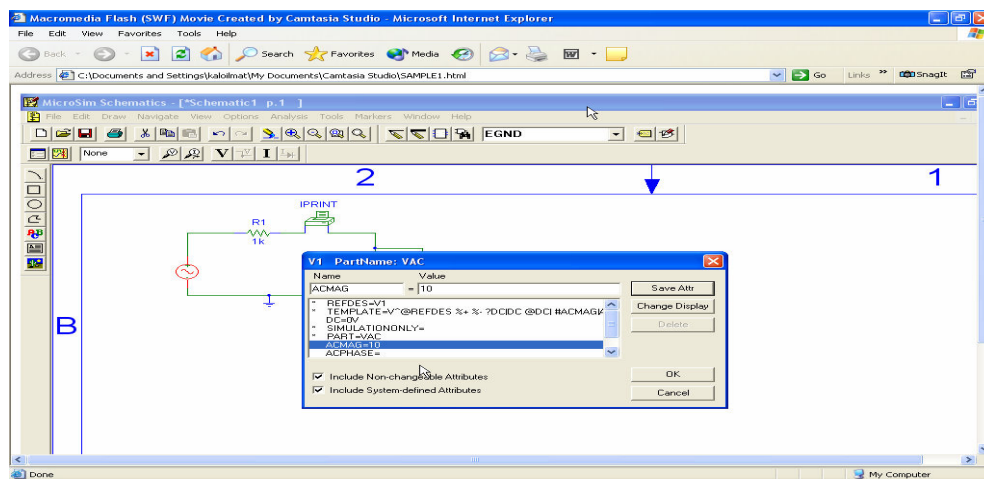 Macromedia Flash (SWF) Movie Created by Camtasia Studio - Microsoft Internet Explorer
File Edit View Favorites Tools Help
Back Search Favorites Media
Address C:\Documents and Settings\kaloilmat\My Documents\Camtasia Studio\SAMPLE1.html Go Links » SnagIt
MicroSim Schematics - [*Schematic1 p.1 ]
File Edit Draw Navigate View Options Analysis Tools Markers Window Help
EGND
None V I
2 1
IPRINT
R1
1k
B
V1 PartName: VAC
Name Value
ACMAG = 10
Save Attr
* REFDES=V1
* TEMPLATE=V^@REFDES %+ %- ?DC|DC @DC| #ACMAG|
DC=0V
* SIMULATIONONLY=
* PART=VAC
ACMAG=10
ACPHASE=
Change Display
Delete
Include Non-changeable Attributes
Include System-defined Attributes
OK
Cancel
Done My Computer